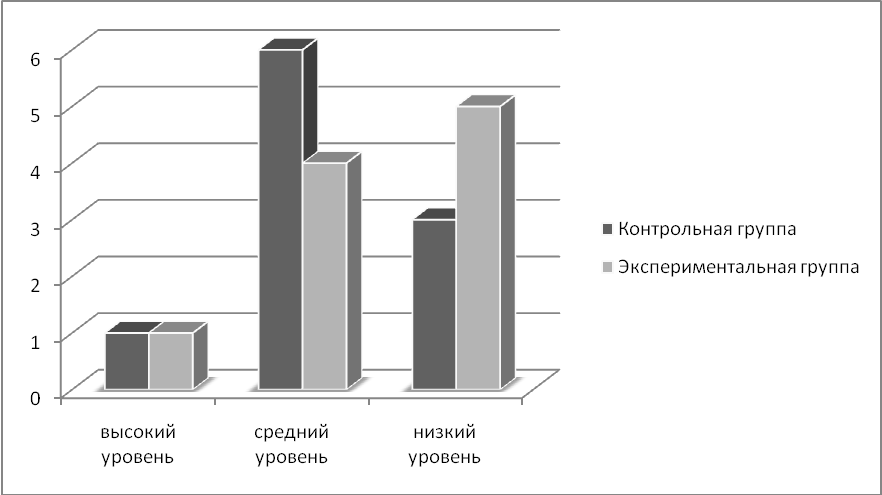 6
5
4
3
2
1
0
высокий
уровень
средний
уровень
низкий
уровень
Контрольная группа
Экспериментальная группа